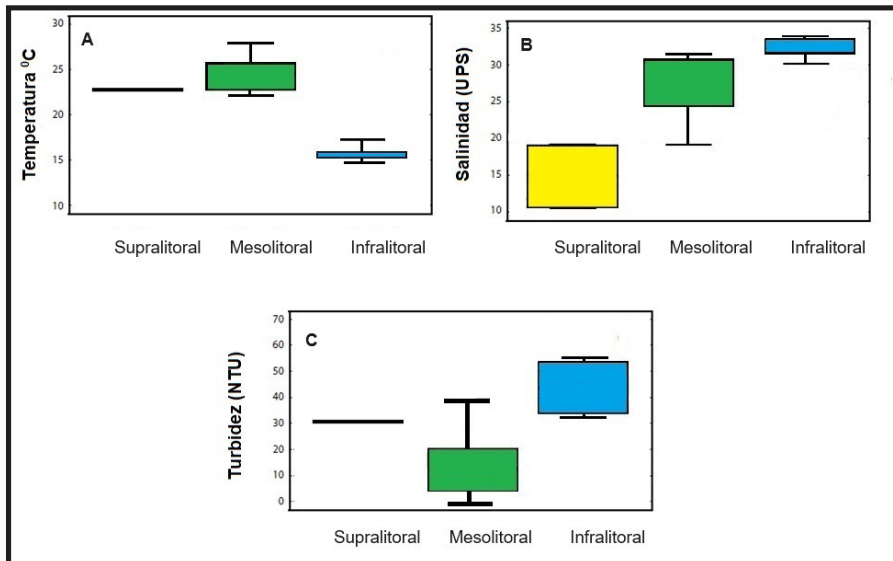 A
Temperatura ⁰C
30
25
20
15
10
Supralitoral Mesolitoral Infralitoral
B
Salinidad (UPS)
35
30
25
20
15
10
Supralitoral Mesolitoral Infralitoral
C
Turbidez (NTU)
70
60
50
40
30
20
10
0
Supralitoral Mesolitoral Infralitoral